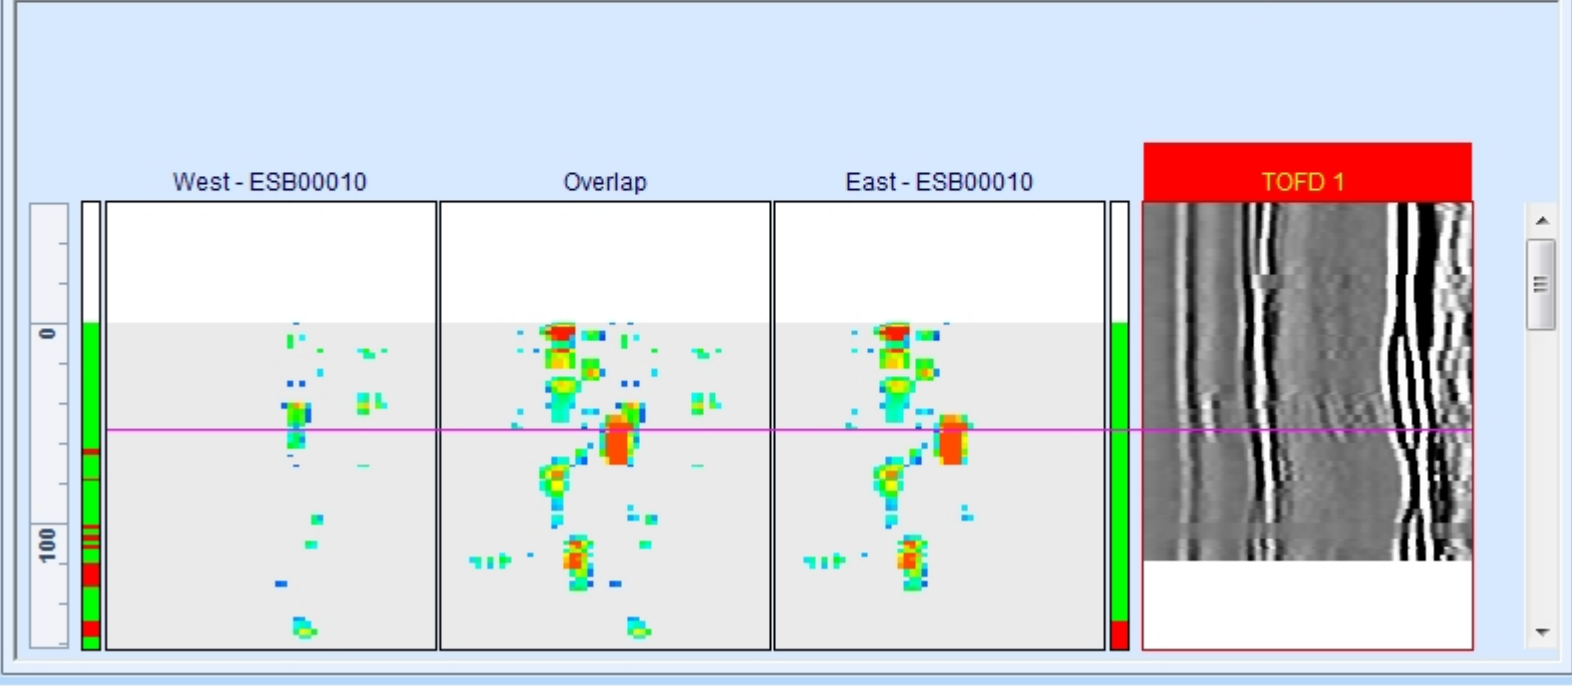 West - ESB00010
Overlap
East - ESB00010
TOFD 1
0
100